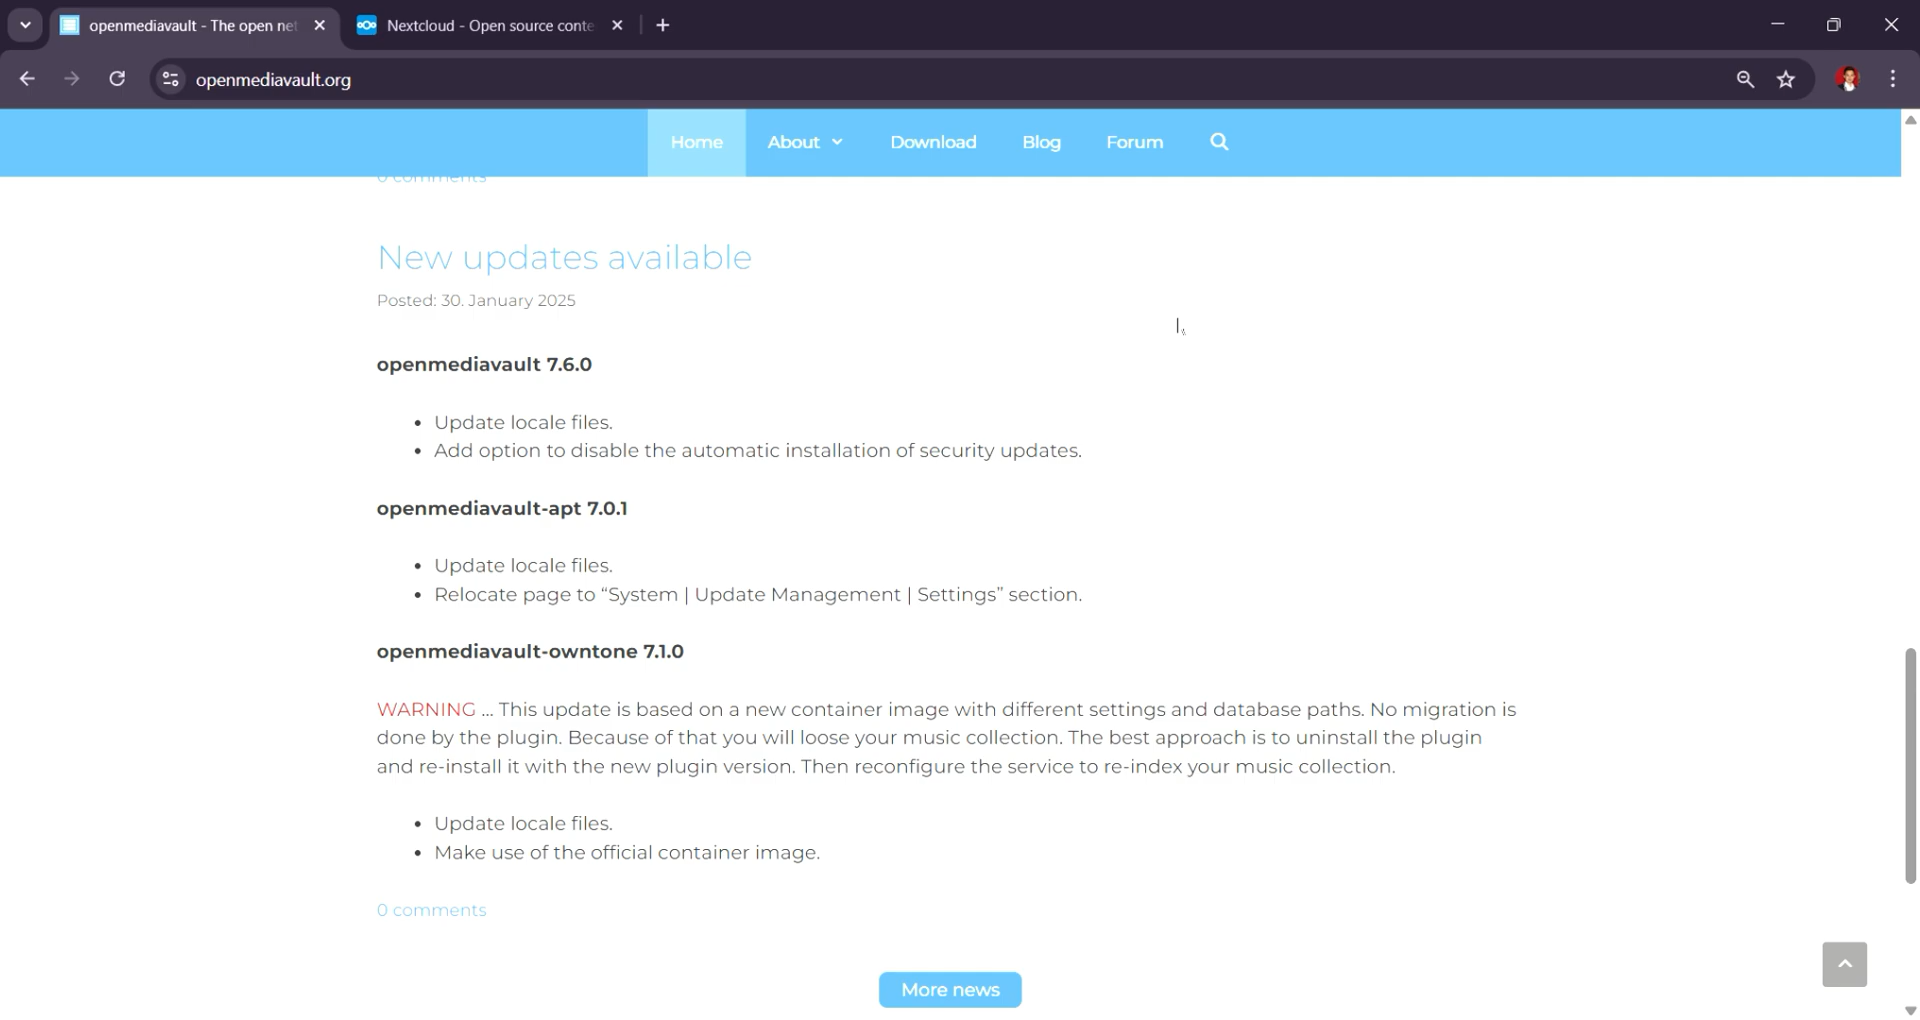 openmediavault - The open net
Nextcloud - Open source conte
openmediavault.org
Home
About
Download
Blog
Forum
0 comments
New updates available
Posted: 30. January 2025
openmediavault 7.6.0
• Update locale files.
• Add option to disable the automatic installation of security updates.
openmediavault-apt 7.0.1
• Update locale files.
• Relocate page to “System | Update Management | Settings” section.
openmediavault-owntone 7.1.0
WARNING ... This update is based on a new container image with different settings and database paths. No migration is
done by the plugin. Because of that you will loose your music collection. The best approach is to uninstall the plugin
and re-install it with the new plugin version. Then reconfigure the service to re-index your music collection.
• Update locale files.
• Make use of the official container image.
0 comments
More news